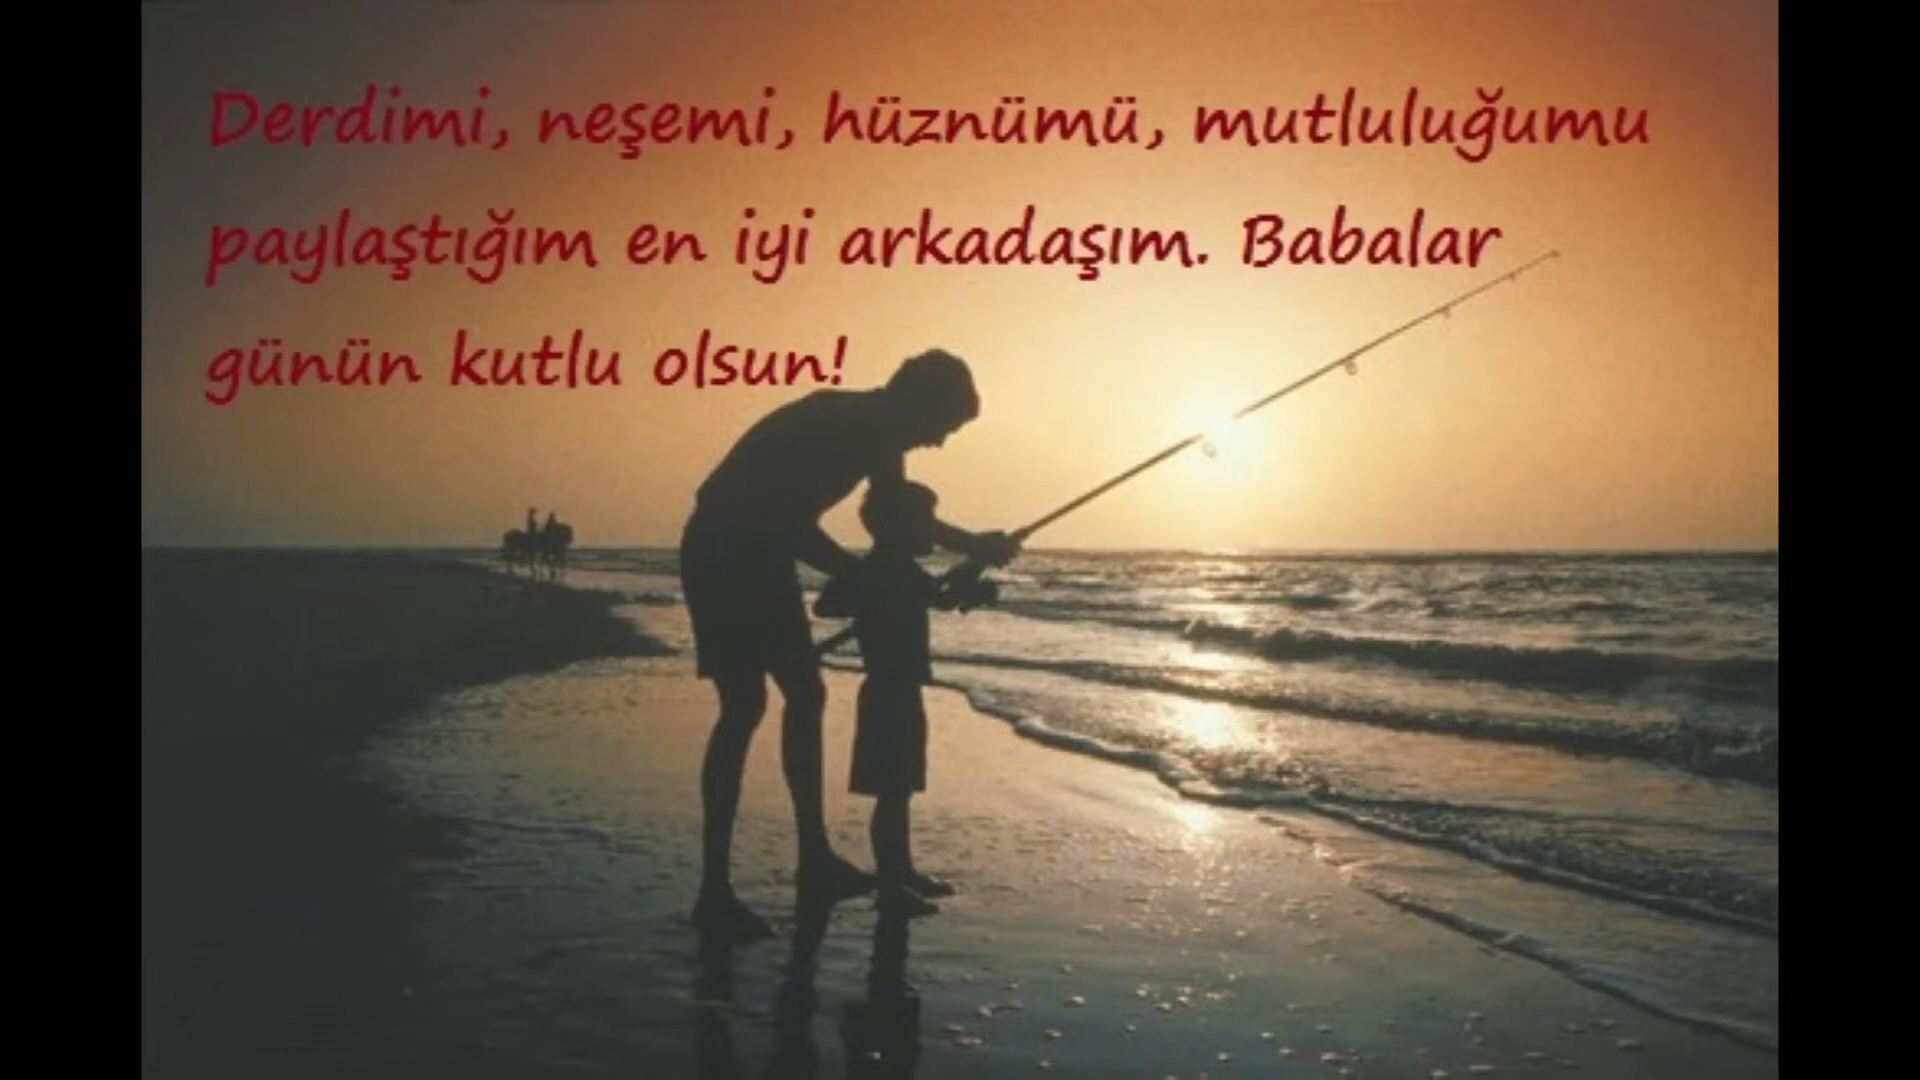 Derdimi, neşemi, hüznümü, mutluluğumu
paylaştığım en iyi arkadaşım. Babalar
günün kutlu olsun!